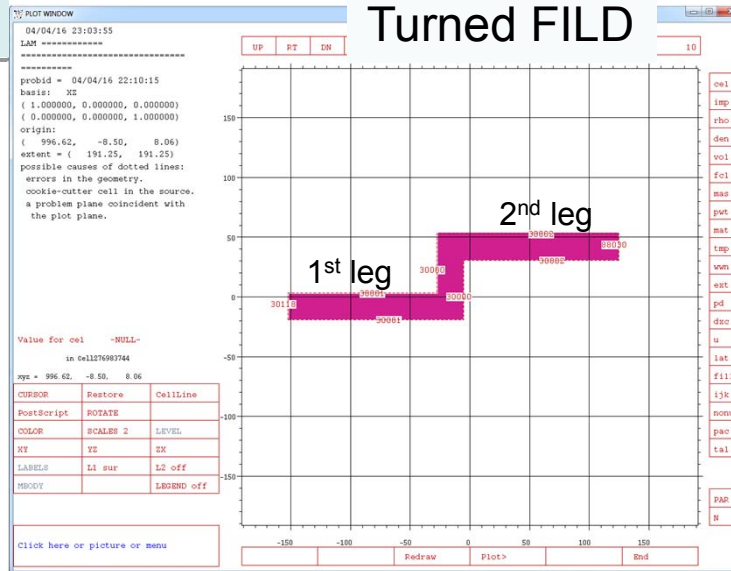 PLOT WINDOW
Turned FILD
04/04/16 23:03:55
LAM ============
================================
==========
probid = 04/04/16 22:10:15
basis: XZ
( 1.000000, 0.000000, 0.000000)
( 0.000000, 0.000000, 1.000000)
origin:
( 996.62, -8.50, 8.06)
extent = ( 191.25, 191.25)
possible causes of dotted lines:
errors in the geometry.
cookie-cutter cell in the source.
a problem plane coincident with
the plot plane.
Value for cel -NULL-
in Cell276983744
xyz = 996.62, -8.50, 8.06
CURSOR Restore CellLine
PostScript ROTATE
COLOR SCALES 2 LEVEL
XY YZ ZX
LABELS L1 sur L2 off
MBODY LEGEND off
Click here or picture or menu
UP RT DN 10
150
100
50
0
-50
-100
-150
2nd leg
1st leg
30118
88030
-150 -100 -50 0 50 100 150
Redraw Plot> End
cel
imp
rho
den
vol
fcl
mas
pwt
mat
tmp
wwn
ext
pd
dxc
u
lat
fill
ijk
nonu
pac
tal
PAR
N